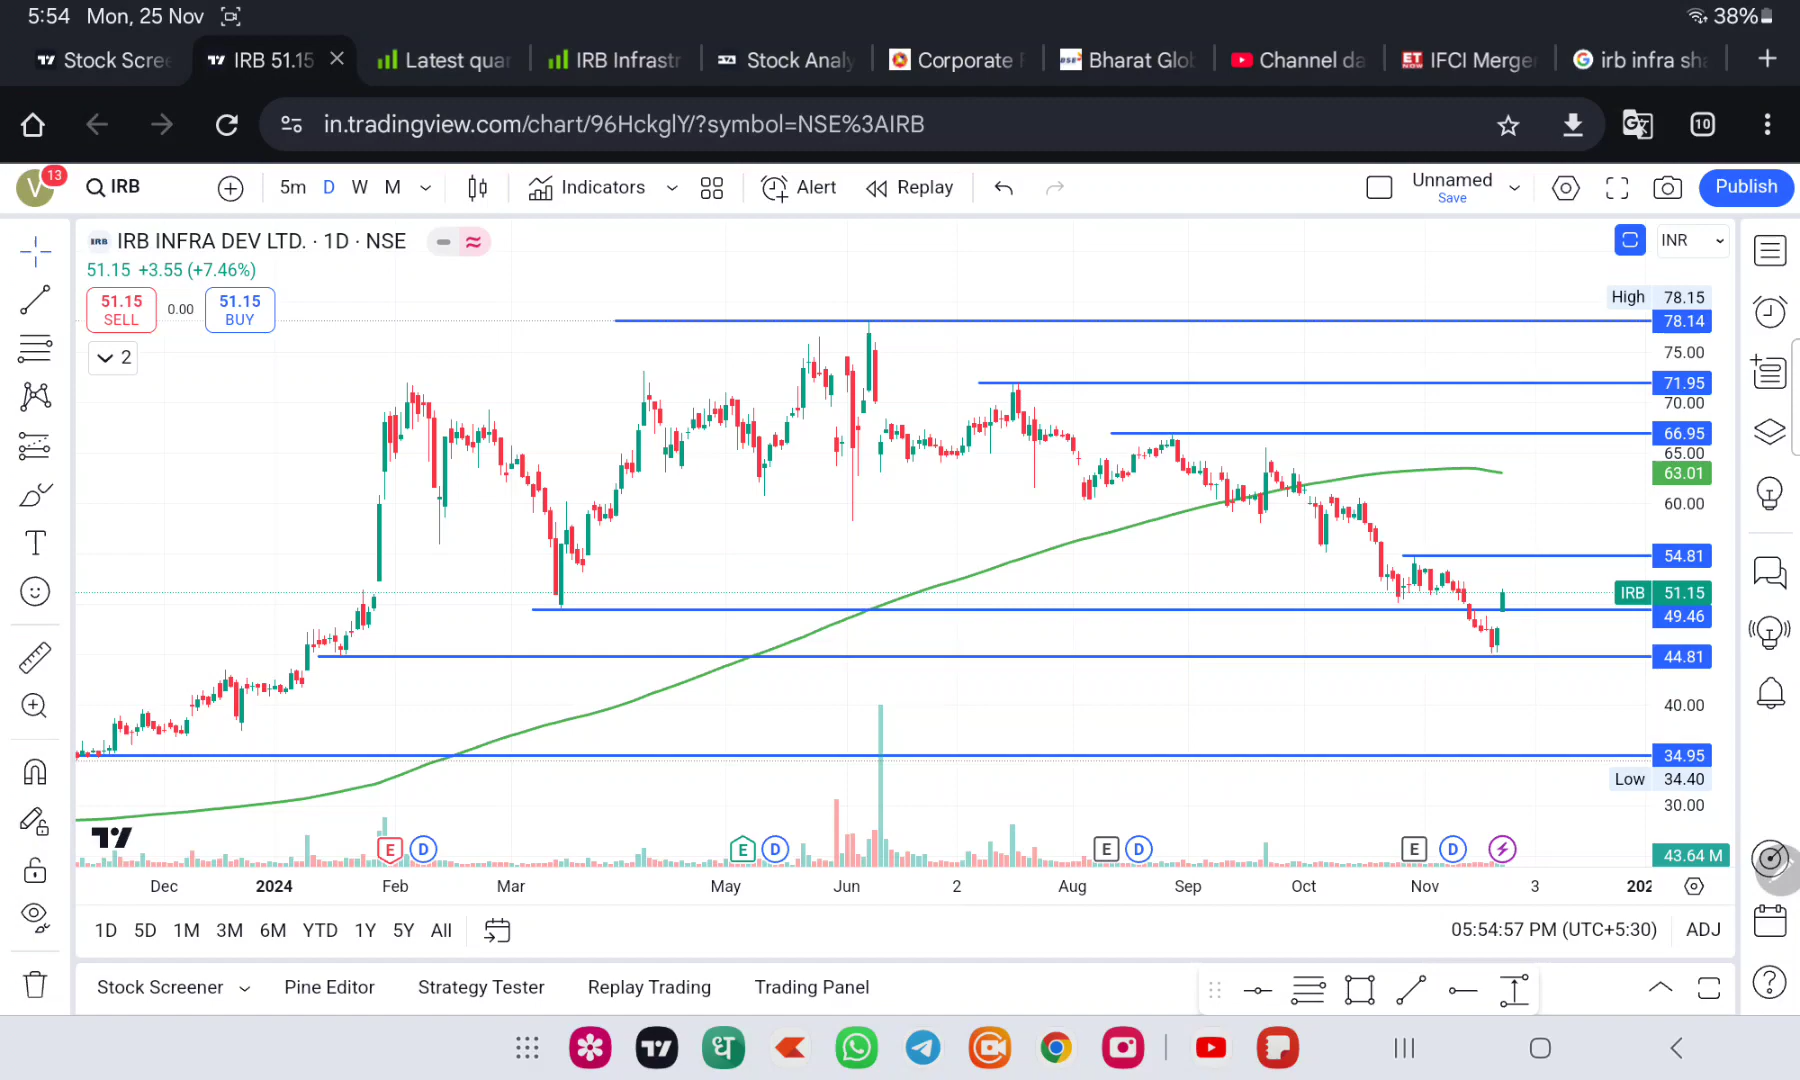 5:54 Mon, 25 Nov
38%
Stock Scre
IRB 51.15
Latest quar
IRB Infrastr
Stock Analy
Corporate
Bharat Glob
Channel da
IFCI Merge
irb infra sha
in.tradingview.com/chart/96HckglY/?symbol=NSE%3AIRB
10
V
13
IRB
5m D W M
Indicators
Alert
Replay
Unnamed
Save
Publish
IRB INFRA DEV LTD. · 1D · NSE
INR
51.15 +3.55 (+7.46%)
51.15
SELL
0.00
51.15
BUY
2
High 78.15
78.14
75.00
71.95
70.00
66.95
65.00
63.01
60.00
54.81
IRB 51.15
49.46
44.81
40.00
34.95
Low 34.40
30.00
43.64 M
E D E D E D E D
Dec 2024 Feb Mar May Jun 2 Aug Sep Oct Nov 3 202
1D 5D 1M 3M 6M YTD 1Y 5Y All
05:54:57 PM (UTC+5:30)
ADJ
Stock Screener
Pine Editor
Strategy Tester
Replay Trading
Trading Panel
ध